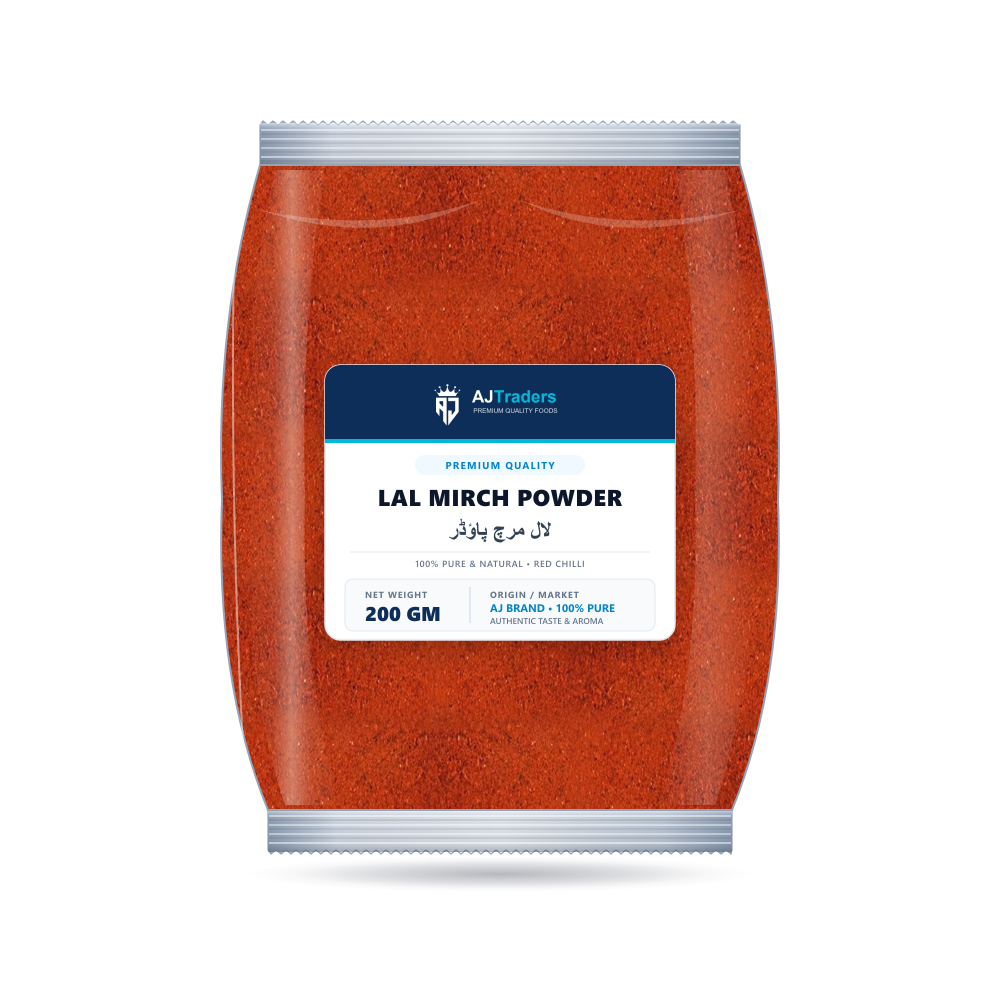 AJTraders
PREMIUM QUALITY FOODS
PREMIUM QUALITY
LAL MIRCH POWDER
لال مرچ پاؤڈر
100% PURE & NATURAL • RED CHILLI
NET WEIGHT
200 GM
ORIGIN / MARKET
AJ BRAND • 100% PURE
AUTHENTIC TASTE & AROMA